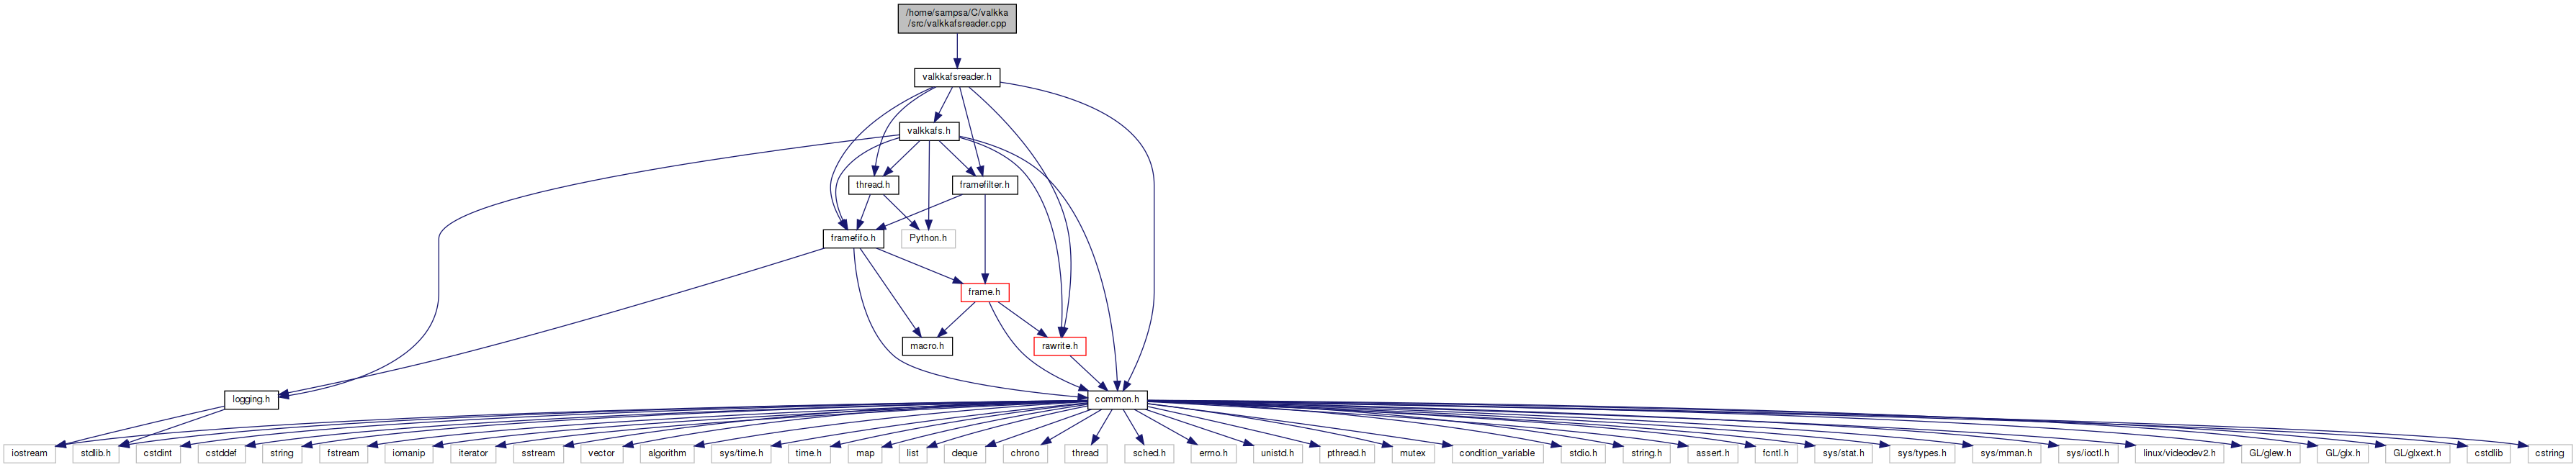 /home/sampsa/C/valkka
/src/valkkafsreader.cpp
valkkafsreader.h
valkkafs.h
thread.h
framefilter.h
framefifo.h
Python.h
frame.h
macro.h
rawrite.h
logging.h
common.h
iostream
stdlib.h
cstdint
cstddef
string
fstream
iomanip
iterator
sstream
vector
algorithm
sys/time.h
time.h
map
list
deque
chrono
thread
sched.h
errno.h
unistd.h
pthread.h
mutex
condition_variable
stdio.h
string.h
assert.h
fcntl.h
sys/stat.h
sys/types.h
sys/mman.h
sys/ioctl.h
linux/videodev2.h
GL/glew.h
GL/glx.h
GL/glxext.h
cstdlib
cstring